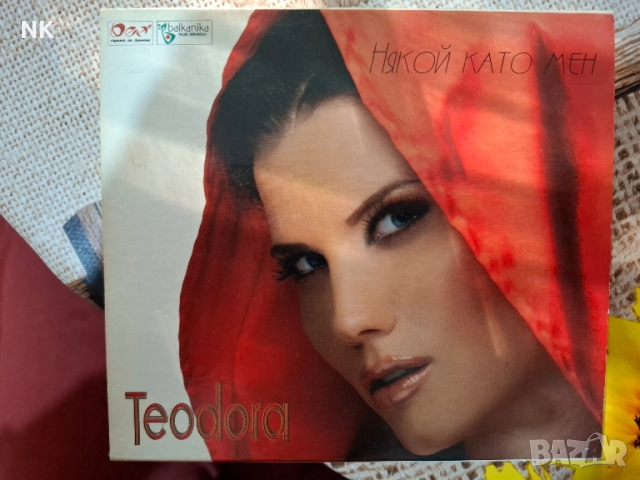 NK
balkanika
Някой като мен
Teodora
BAZAR